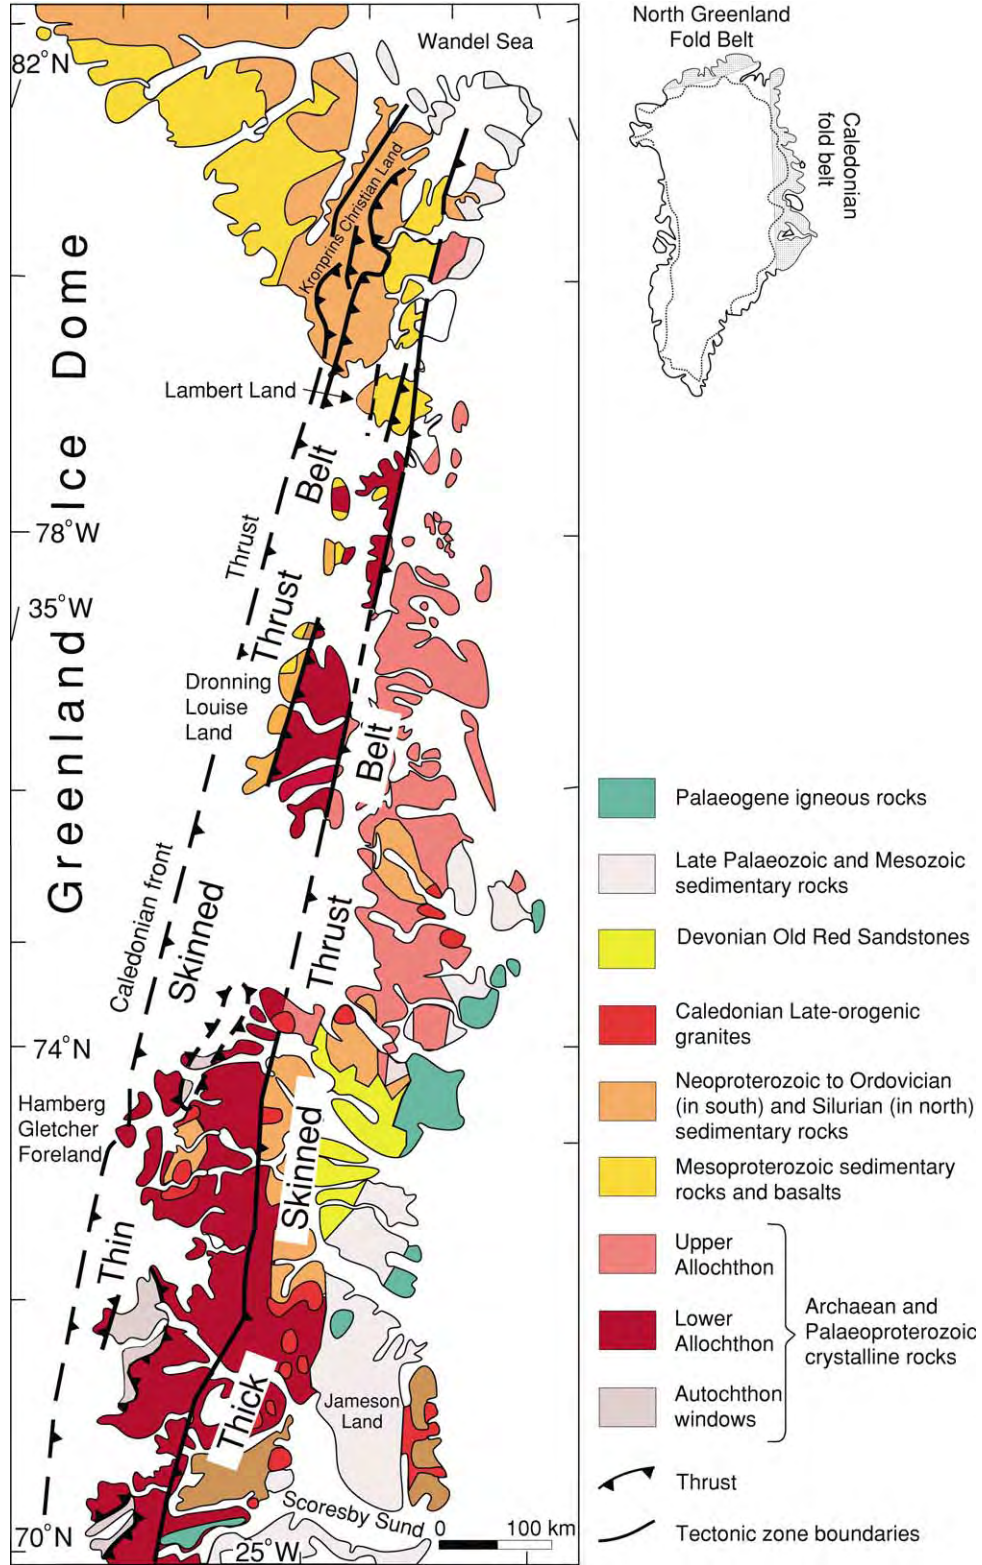 Wandel Sea
82°N
Kronprins Christian Land
Lambert Land
Greenland Ice Dome
78°W
35°W
Thrust
Caledonian front
Dronning
Louise
Land
Thin Skinned Thrust Belt
Thick Skinned Thrust Belt
74°N
Hamberg
Gletcher
Foreland
Jameson
Land
Scoresby Sund
70°N
25°W
0 100 km
North Greenland
Fold Belt
Caledonian
fold belt
Palaeogene igneous rocks
Late Palaeozoic and Mesozoic
sedimentary rocks
Devonian Old Red Sandstones
Caledonian Late-orogenic
granites
Neoproterozoic to Ordovician
(in south) and Silurian (in north)
sedimentary rocks
Mesoproterozoic sedimentary
rocks and basalts
Upper
Allochthon
Lower
Allochthon
Autochthon
windows
Archaean and
Palaeoproterozoic
crystalline rocks
Thrust
Tectonic zone boundaries